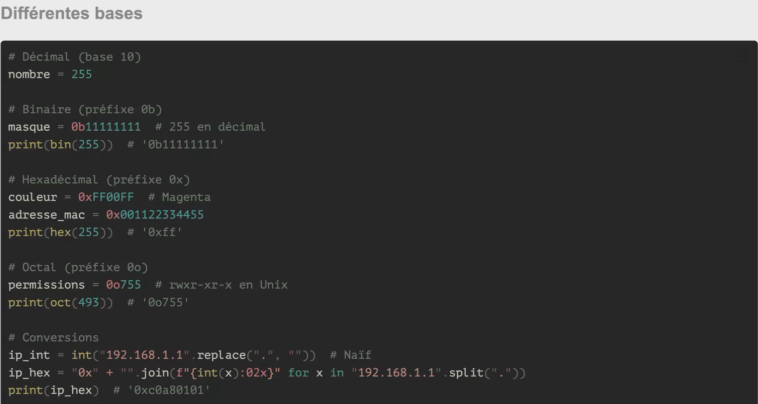 Différentes bases
# Décimal (base 10)
nombre = 255
# Binaire (préfixe 0b)
masque = 0b11111111  # 255 en décimal
print(bin(255))  # '0b11111111'
# Hexadécimal (préfixe 0x)
couleur = 0xFF00FF  # Magenta
adresse_mac = 0x001122334455
print(hex(255))  # '0xff'
# Octal (préfixe 0o)
permissions = 0o755  # rwxr-xr-x en Unix
print(oct(493))  # '0o755'
# Conversions
ip_int = int("192.168.1.1".replace(".", ""))  # Naïf
ip_hex = "0x" + "".join(f"{int(x):02x}" for x in "192.168.1.1".split("."))
print(ip_hex)  # '0xc0a80101'